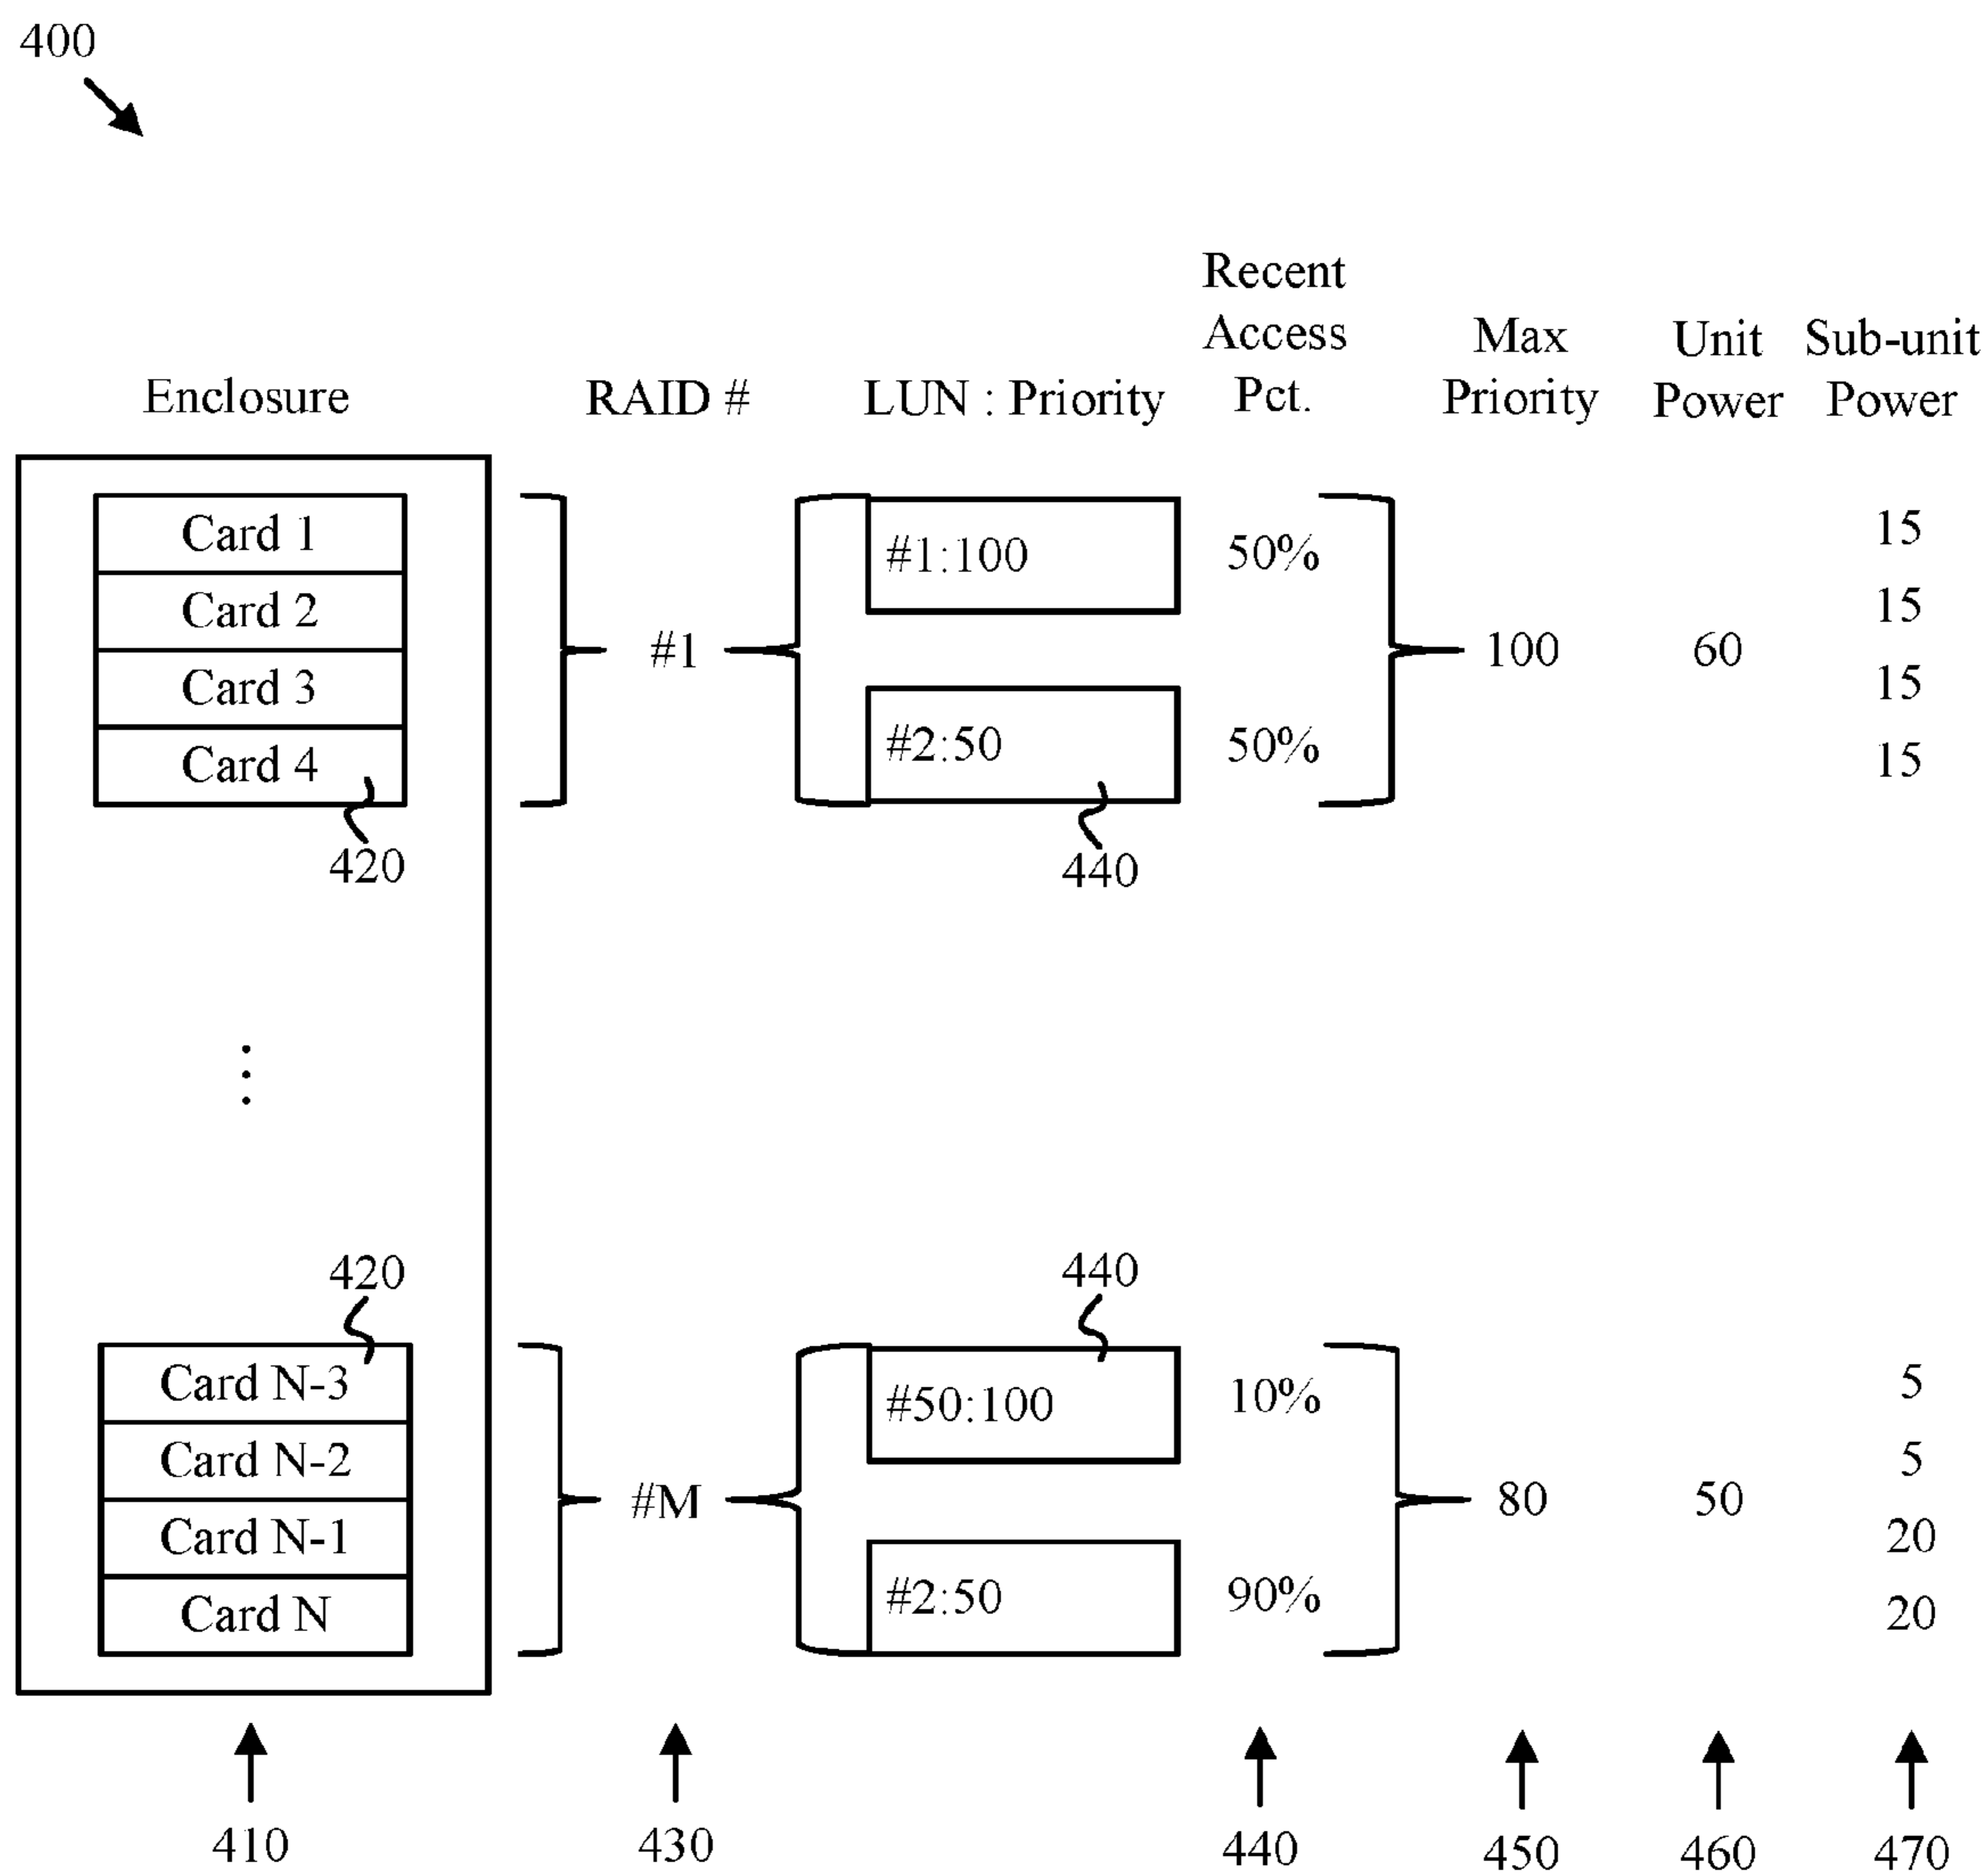 400
Enclosure
RAID #
LUN : Priority
Recent
Access
Pct.
Max
Priority
Unit
Power
Sub-unit
Power
Card 1
Card 2
Card 3
Card 4
420
#1
#1:100
#2:50
440
50%
50%
100
60
15
15
15
15
420
Card N-3
Card N-2
Card N-1
Card N
#M
440
#50:100
#2:50
10%
90%
80
50
5
5
20
20
410
430
440
450
460
470